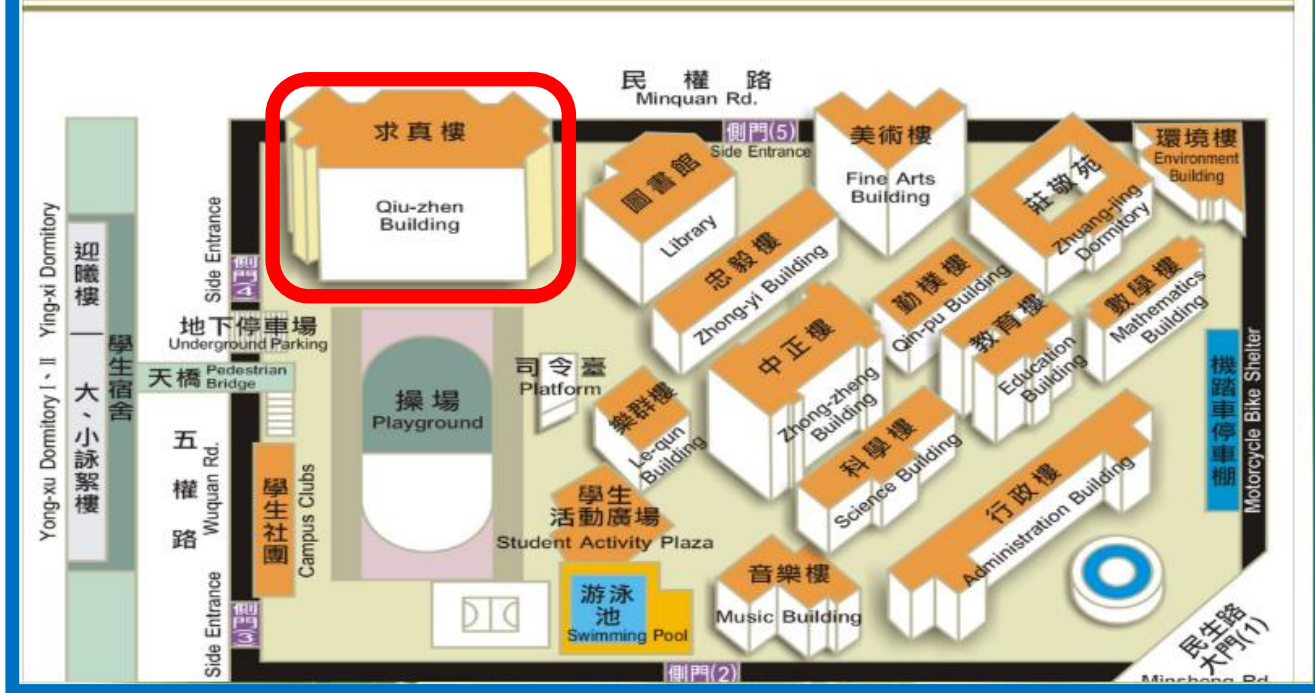 民 權 路
Minquan Rd.
求真樓
Qiu-zhen
Building
側門(5)
Side Entrance
圖書館
Library
美術樓
Fine Arts
Building
莊敬苑
Zhuang-jing
Dormitory
環境樓
Environment
Building
忠毅樓
Zhong-yi Building
勤樸樓
Qin-pu Building
教育樓
Education
Building
數學樓
Mathematics
Building
中正樓
Zhong-zheng
Building
側門4
Side Entrance
地下停車場
Underground Parking
天橋
Pedestrian
Bridge
迎曦樓
大、小詠絮樓
學生宿舍
Ying-xi Dormitory
Yong-xu Dormitory I、II
五權路
Wuquan Rd.
操場
Playground
司令臺
Platform
樂群樓
Le-qun
Building
科學樓
Science Building
行政樓
Administration Building
機踏車停車棚
Motorcycle Bike Shelter
學生社團
Campus Clubs
學生
活動廣場
Student Activity Plaza
游泳
池
Swimming Pool
音樂樓
Music Building
側門3
Side Entrance
側門(2)
民生路
大門(1)
Minsheng Rd